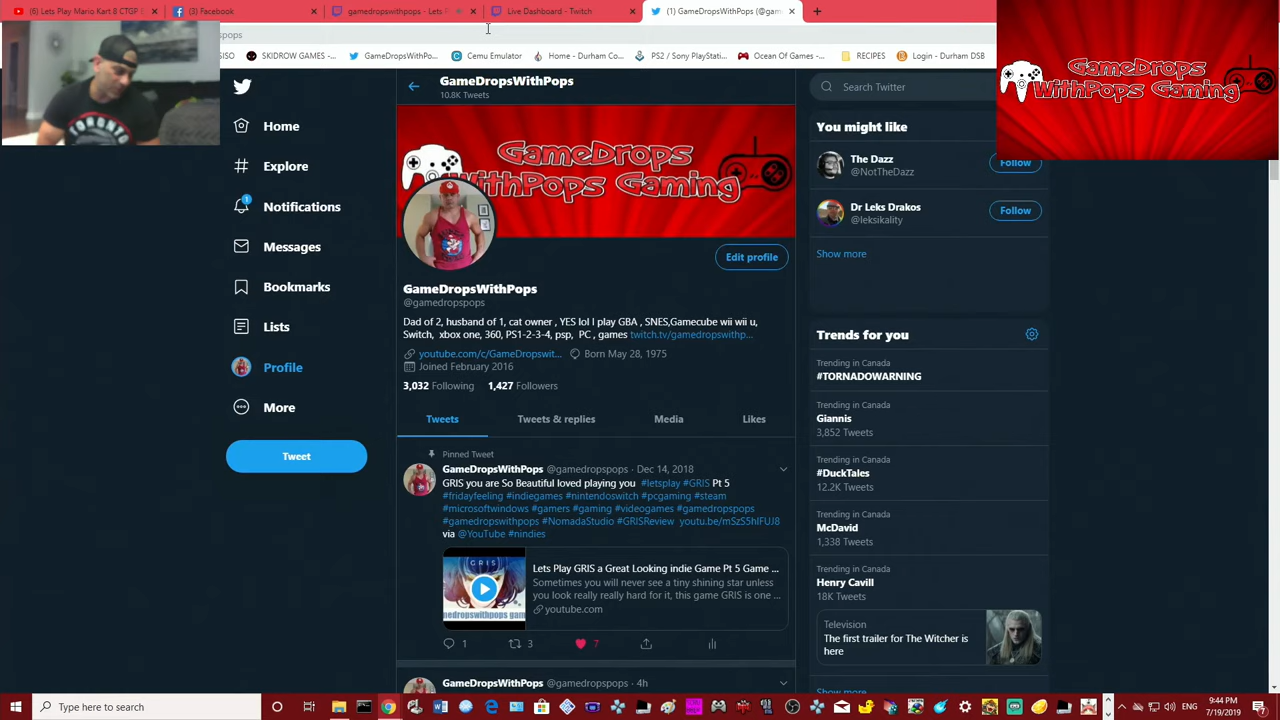 (6) Lets Play Mario Kart 8 CTGP
(3) Facebook
gamedropswithpops - Lets
Live Dashboard - Twitch
(1) GameDropsWithPops (@gam
pops
ISO
SKIDROW GAMES -...
GameDropsWithPo...
Cemu Emulator
Home - Durham Co...
PS2 / Sony PlayStati...
Ocean Of Games -...
RECIPES
Login - Durham DSB
GameDrops
WithPops Gaming
TORONTO
GameDropsWithPops
10.8K Tweets
Search Twitter
Home
Explore
1
Notifications
Messages
Bookmarks
Lists
Profile
More
Tweet
GameDrops
WithPops Gaming
Edit profile
GameDropsWithPops
@gamedropspops
Dad of 2, husband of 1, cat owner , YES lol I play GBA , SNES,Gamecube wii wii u,
Switch, xbox one, 360, PS1-2-3-4, psp, PC , games twitch.tv/gamedropswithp...
youtube.com/c/GameDropswit... Born May 28, 1975
Joined February 2016
3,032 Following 1,427 Followers
Tweets Tweets & replies Media Likes
Pinned Tweet
GameDropsWithPops @gamedropspops · Dec 14, 2018
GRIS you are So Beautiful loved playing you #letsplay #GRIS Pt 5
#fridayfeeling #indiegames #nintendoswitch #pcgaming #steam
#microsoftwindows #gamers #gaming #videogames #gamedropspops
#gamedropswithpops #NomadaStudio #GRISReview youtu.be/mSzS5hIFUJ8
via @YouTube #nindies
GRIS
gamedropswithpops gam
Lets Play GRIS a Great Looking indie Game Pt 5 Game ...
Sometimes you will never see a tiny shining star unless
you look really really hard for it, this game GRIS is one ...
youtube.com
1 3 7
GameDropsWithPops @gamedropspops · 4h
You might like
The Dazz
@NotTheDazz
Follow
Dr Leks Drakos
@leksikality
Follow
Show more
Trends for you
Trending in Canada
#TORNADOWARNING
Trending in Canada
Giannis
3,852 Tweets
Trending in Canada
#DuckTales
12.2K Tweets
Trending in Canada
McDavid
1,338 Tweets
Trending in Canada
Henry Cavill
18K Tweets
Television
The first trailer for The Witcher is
here
Show more
Type here to search
ENG
9:44 PM
7/19/2019